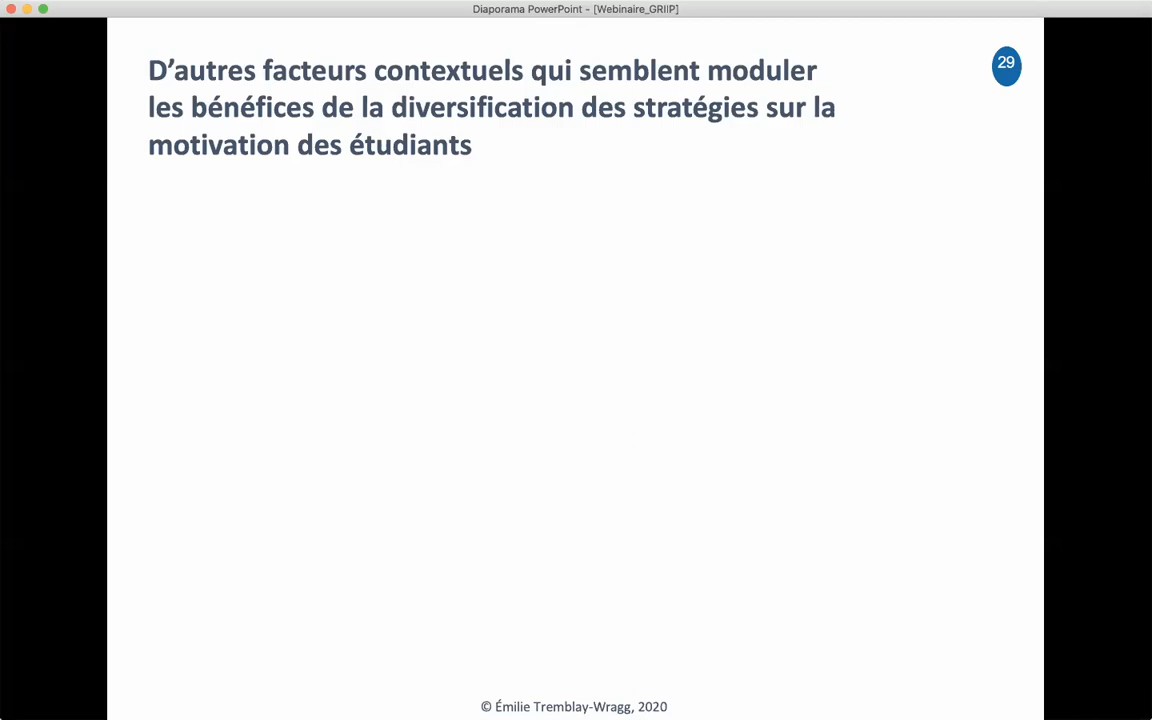 Diaporama PowerPoint - [Webinaire_GRIIP]
D’autres facteurs contextuels qui semblent moduler
les bénéfices de la diversification des stratégies sur la
motivation des étudiants
29
© Émilie Tremblay-Wragg, 2020